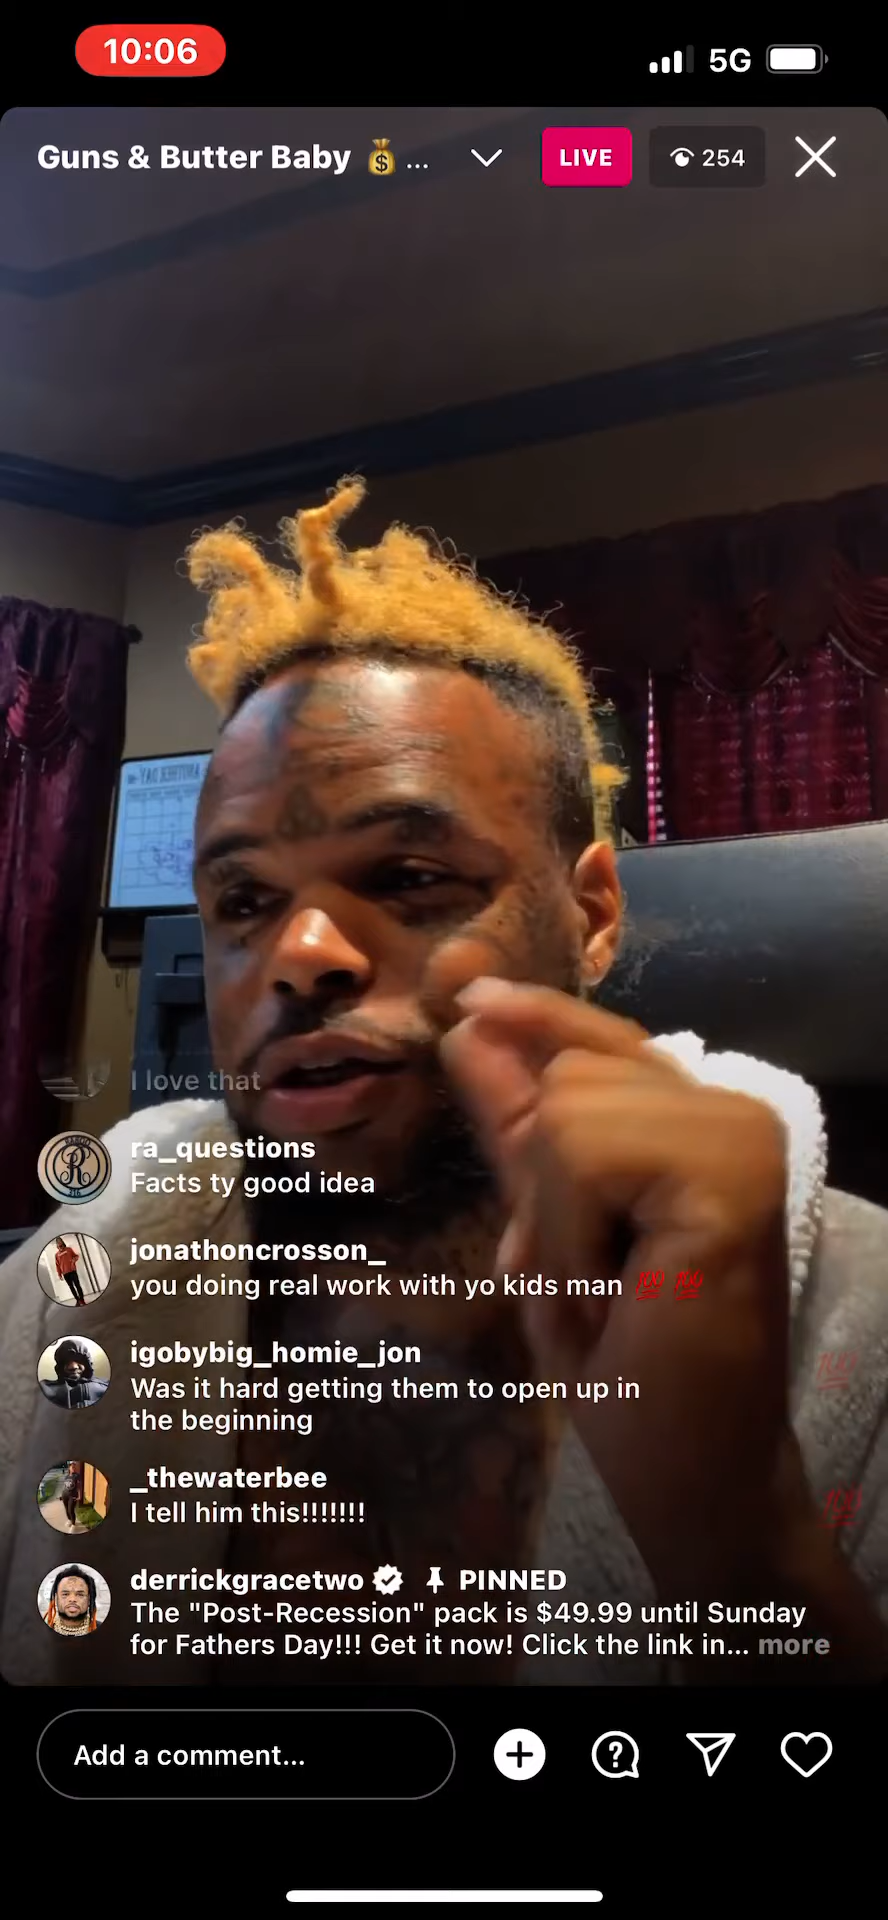 10:06
5G
Guns & Butter Baby 💰 ...
LIVE
254
I love that
ra_questions
Facts ty good idea
jonathoncrosson_
you doing real work with yo kids man 💯 💯
igobybig_homie_jon
Was it hard getting them to open up in
the beginning
_thewaterbee
I tell him this!!!!!!!
derrickgracetwo PINNED
The "Post-Recession" pack is $49.99 until Sunday
for Fathers Day!!! Get it now! Click the link in... more
Add a comment...